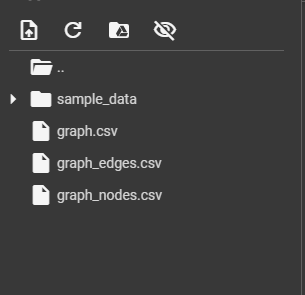 ..
sample_data
graph.csv
graph_edges.csv
graph_nodes.csv